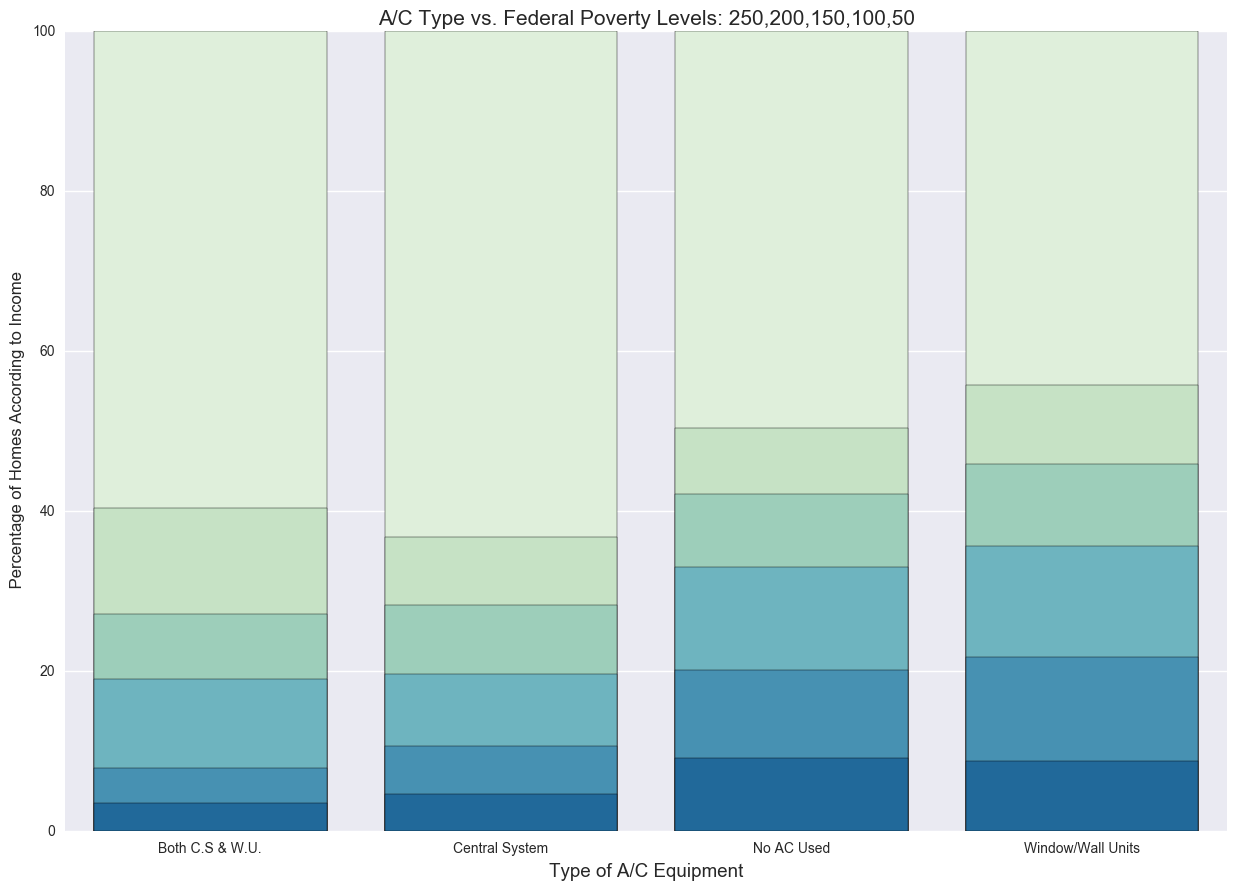 A/C Type vs. Federal Poverty Levels: 250,200,150,100,50
100
80
60
40
20
0
Percentage of Homes According to Income
Both C.S & W.U.
Central System
No AC Used
Window/Wall Units
Type of A/C Equipment